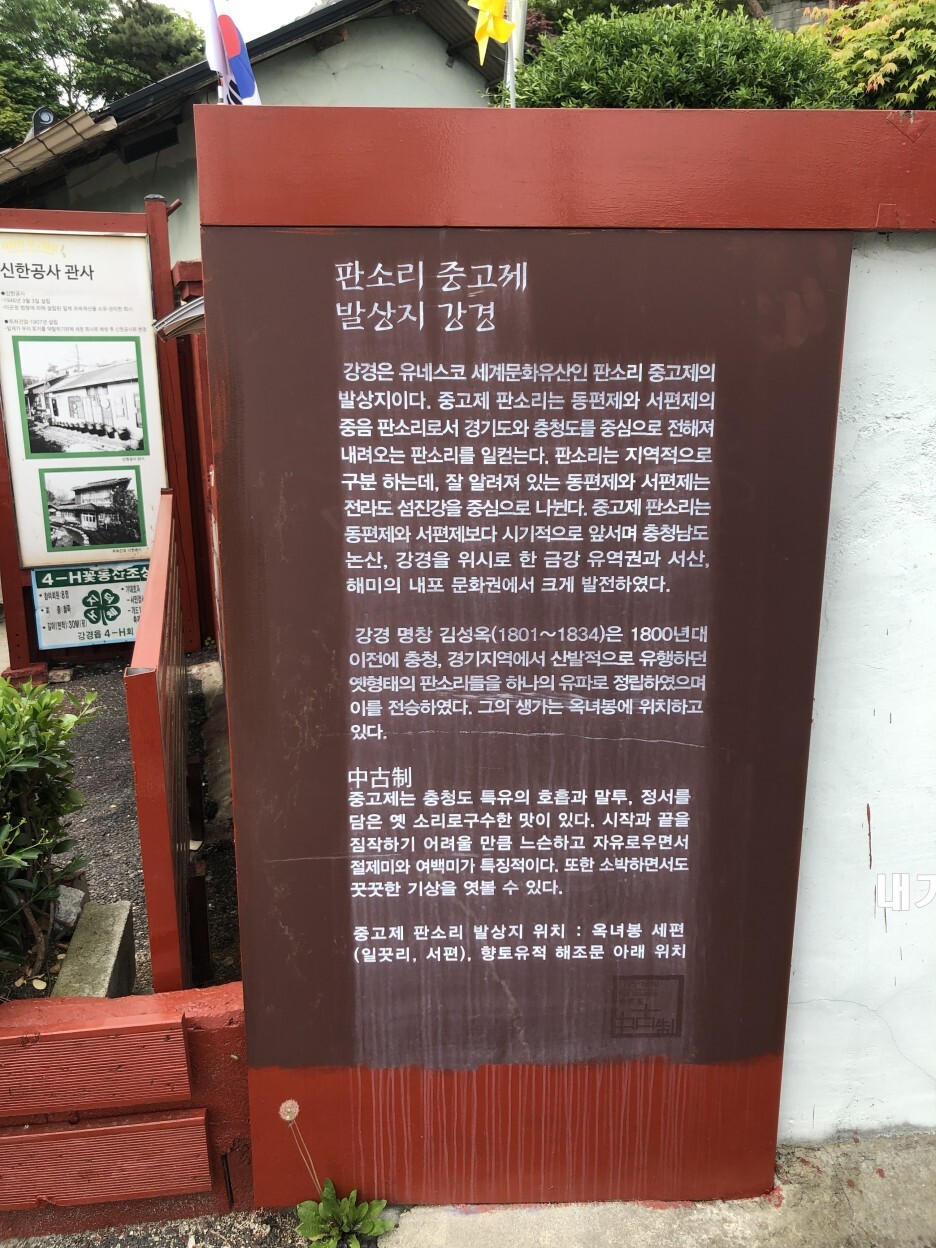 판소리 중고제
발상지 강경
강경은 유네스코 세계문화유산인 판소리 중고제의
발상지이다. 중고제 판소리는 동편제와 서편제의
중음 판소리로서 경기도와 충청도를 중심으로 전해져
내려오는 판소리를 일컫는다. 판소리는 지역적으로
구분 하는데, 잘 알려져 있는 동편제와 서편제는
전라도 섬진강을 중심으로 나뉜다. 중고제 판소리는
동편제와 서편제보다 시기적으로 앞서며 충청남도
논산, 강경을 위시로 한 금강 유역권과 서산,
해미의 내포 문화권에서 크게 발전하였다.
강경 명창 김성옥(1801~1834)은 1800년대
이전에 충청, 경기지역에서 산발적으로 유행하던
옛형태의 판소리들을 하나의 유파로 정립하였으며
이를 전승하였다. 그의 생가는 옥녀봉에 위치하고
있다.
中古制
중고제는 충청도 특유의 호흡과 말투, 정서를
담은 옛 소리로구수한 맛이 있다. 시작과 끝을
짐작하기 어려울 만큼 느슨하고 자유로우면서
절제미와 여백미가 특징적이다. 또한 소박하면서도
꿋꿋한 기상을 엿볼 수 있다.
중고제 판소리 발상지 위치 : 옥녀봉 세편
(일끗리, 서편), 향토유적 해조문 아래 위치
신한공사 관사
●신한공사
4-H꽃동산조성
강경읍 4-H회
내